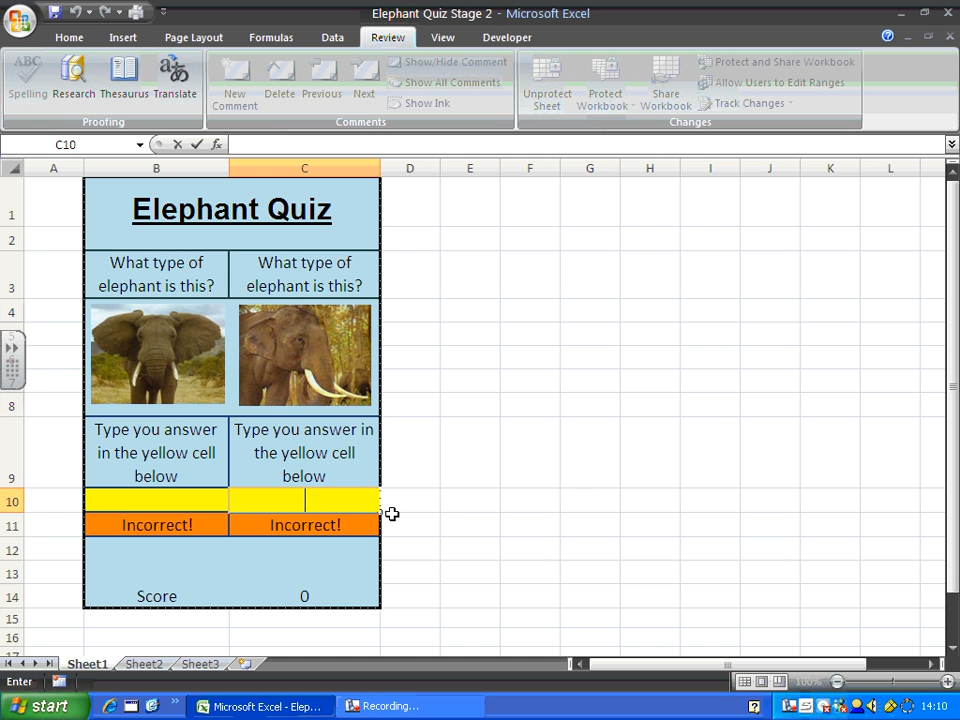 Elephant Quiz Stage 2 - Microsoft Excel
Home Insert Page Layout Formulas Data Review View Developer
ABC
Spelling Research Thesaurus Translate
Proofing
New Comment Delete Previous Next
Show/Hide Comment
Show All Comments
Show Ink
Comments
Unprotect Sheet Protect Workbook Share Workbook
Protect and Share Workbook
Allow Users to Edit Ranges
Track Changes
Changes
C10 fx
A B C D E F G H I J K L
1
Elephant Quiz
2
3
What type of elephant is this?
What type of elephant is this?
4
5
7
8
9
Type you answer in the yellow cell below
Type you answer in the yellow cell below
10
11 Incorrect! Incorrect!
12
13
14 Score 0
15
16
17
Sheet1 Sheet2 Sheet3
Enter 100%
start Microsoft Excel - Elep... Recording... 14:10